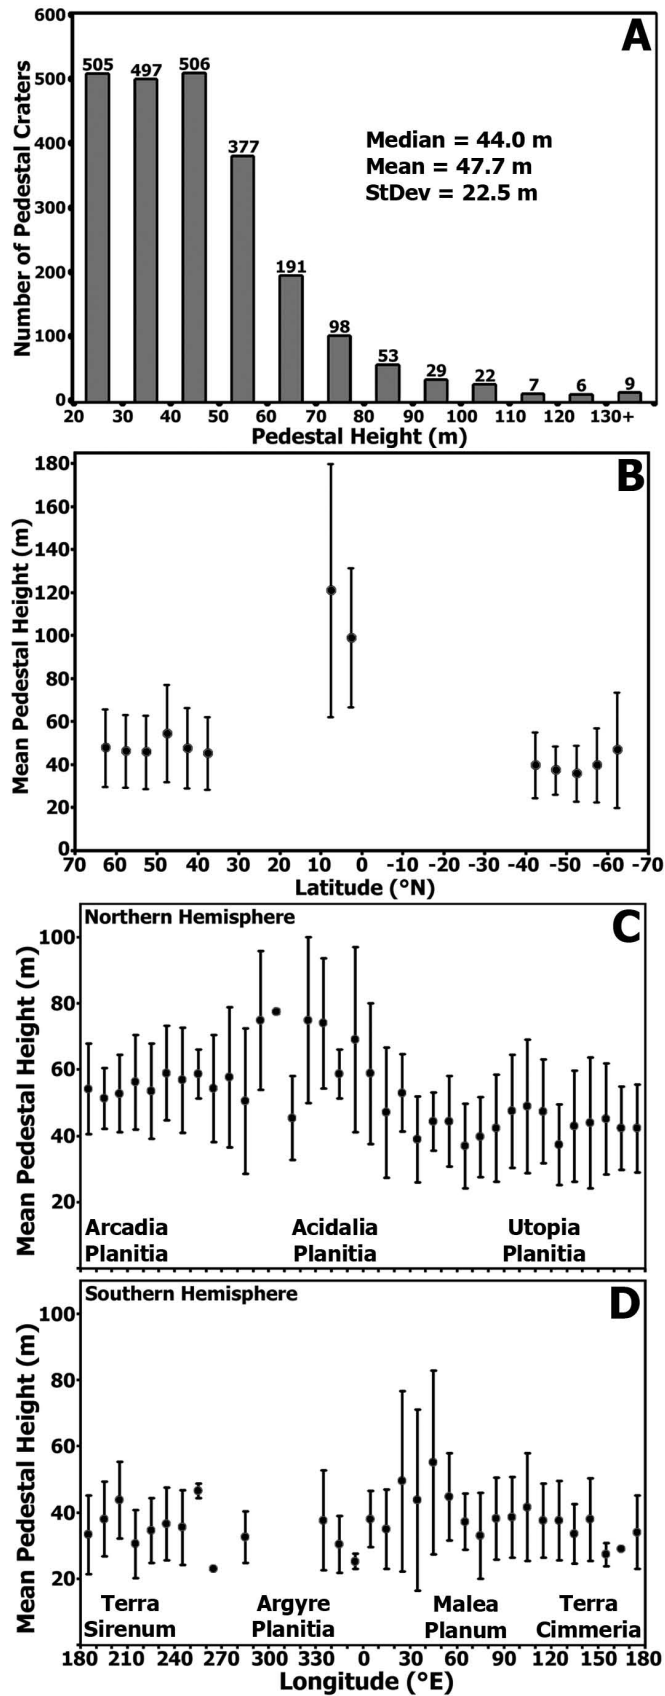 A
600
500
400
300
200
100
0
Number of Pedestal Craters
505
497
506
377
191
98
53
29
22
7
6
9
Median = 44.0 m
Mean = 47.7 m
StDev = 22.5 m
20 30 40 50 60 70 80 90 100 110 120 130+
Pedestal Height (m)
B
180
160
140
120
100
80
60
40
20
0
Mean Pedestal Height (m)
70 60 50 40 30 20 10 0 -10 -20 -30 -40 -50 -60 -70
Latitude (°N)
Northern Hemisphere
C
100
80
60
40
20
Mean Pedestal Height (m)
Arcadia
Planitia
Acidalia
Planitia
Utopia
Planitia
Southern Hemisphere
D
100
80
60
40
20
Mean Pedestal Height (m)
Terra
Sirenum
Argyre
Planitia
Malea
Planum
Terra
Cimmeria
180 210 240 270 300 330 0 30 60 90 120 150 180
Longitude (°E)